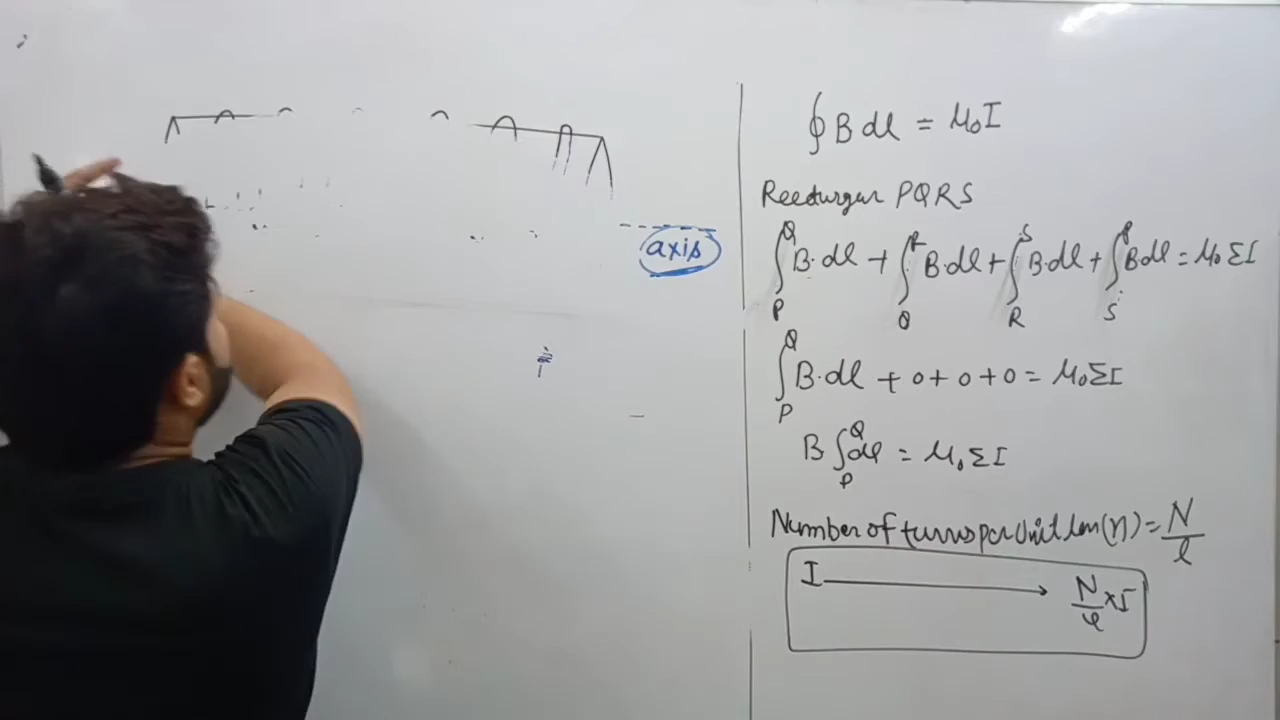 axis
∮ B dl = μ₀I
PQRS
∫_P^Q B·dl + ∫_Q^R B·dl + ∫_R^S B·dl + ∫_S^P B·dl = μ₀ΣI
∫_P^Q B·dl + 0 + 0 + 0 = μ₀ΣI
B ∫_P^Q dl = μ₀ΣI
Number of turns per Unit len(n) = N/l
I → N/l × I